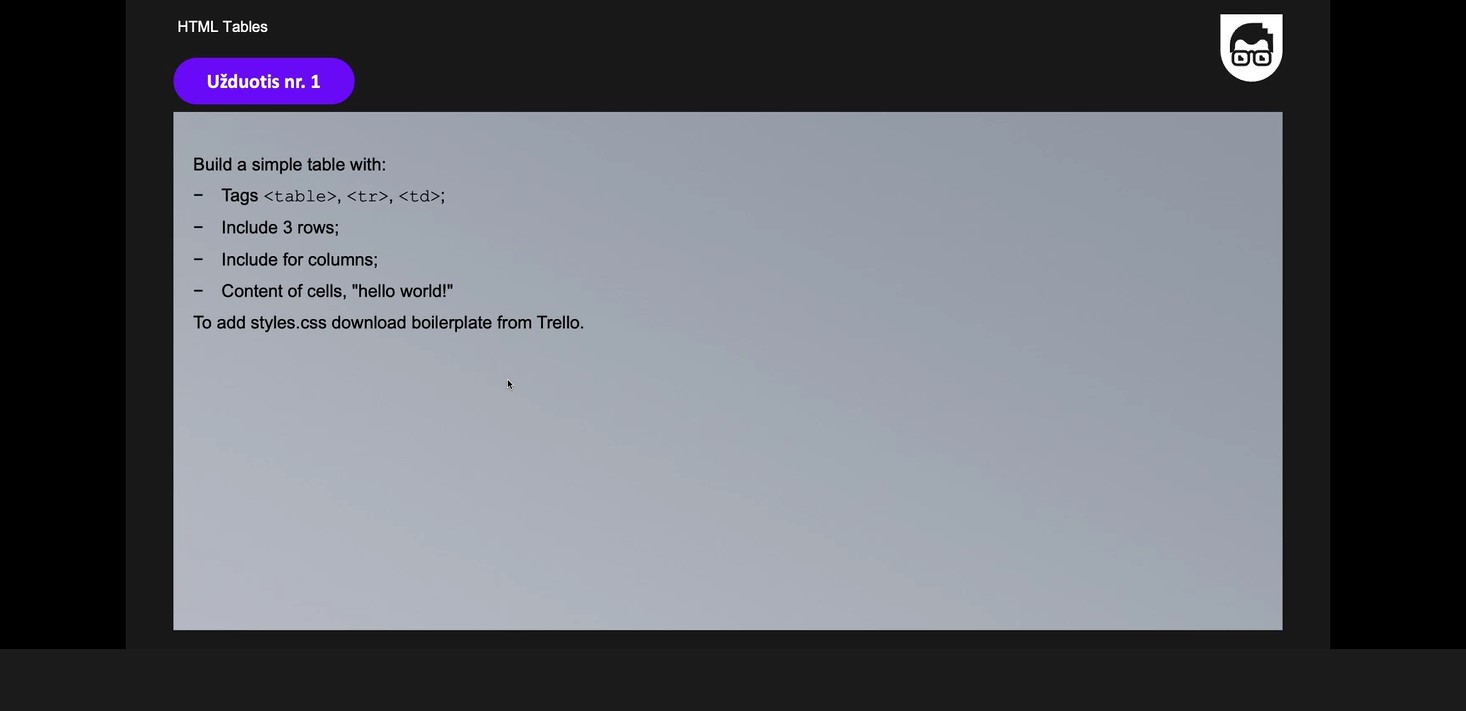 HTML Tables
Užduotis nr. 1
Build a simple table with:
− Tags <table>, <tr>, <td>;
− Include 3 rows;
− Include for columns;
− Content of cells, "hello world!"
To add styles.css download boilerplate from Trello.